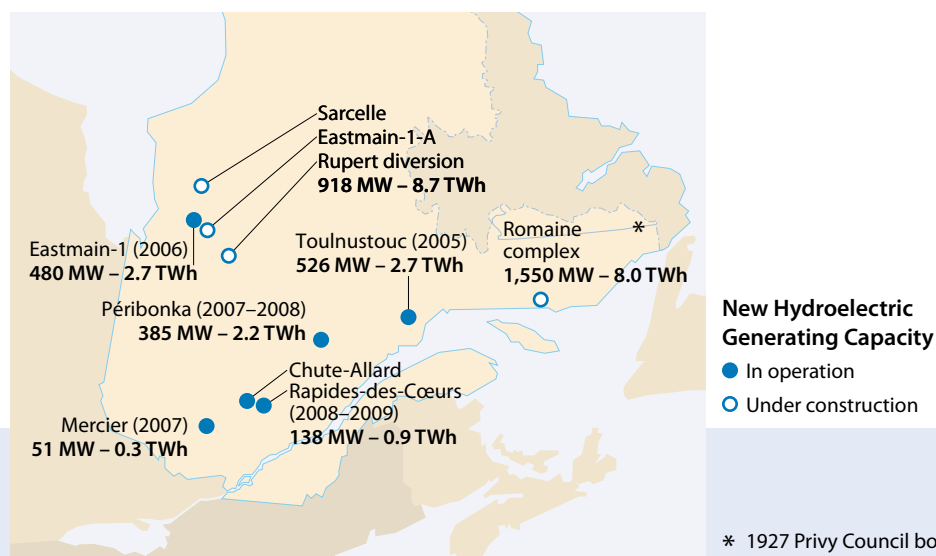 Sarcelle
Eastmain-1-A
Rupert diversion
918 MW – 8.7 TWh
Eastmain-1 (2006)
480 MW – 2.7 TWh
Toulnustouc (2005)
526 MW – 2.7 TWh
Romaine
complex
1,550 MW – 8.0 TWh
*
Péribonka (2007–2008)
385 MW – 2.2 TWh
Chute-Allard
Rapides-des-Cœurs
(2008–2009)
138 MW – 0.9 TWh
Mercier (2007)
51 MW – 0.3 TWh
New Hydroelectric
Generating Capacity
In operation
Under construction
* 1927 Privy Council bo